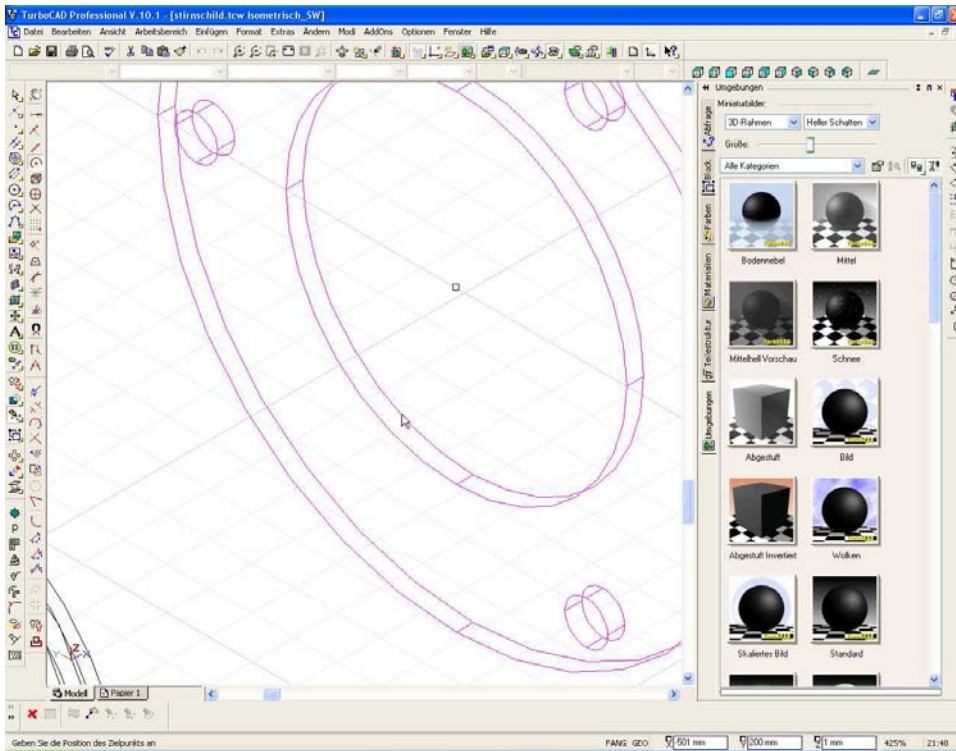 TurboCAD Professional V.10.1 - [stirnschild.tcw Isometrisch_SW]
Datei Bearbeiten Ansicht Arbeitsbereich Einfügen Format Extras Ändern Modi AddOns Optionen Fenster Hilfe
Umgebungen
Miniaturbilder:
3D-Rahmen Heller Schatten
Größe:
Alle Kategorien
Abfrage
Block
Farben
Materialien
Teilestruktur
Umgebungen
Bodennebel Mittel
Mittelhell Vorschau Schnee
Abgestuft Bild
Abgestuft Invertiert Wolken
Skaliertes Bild Standard
Y Z X
Modell Papier 1
Geben Sie die Position des Zielpunkts an
FANG GEO -501 mm 200 mm 1 mm 425% 21:48